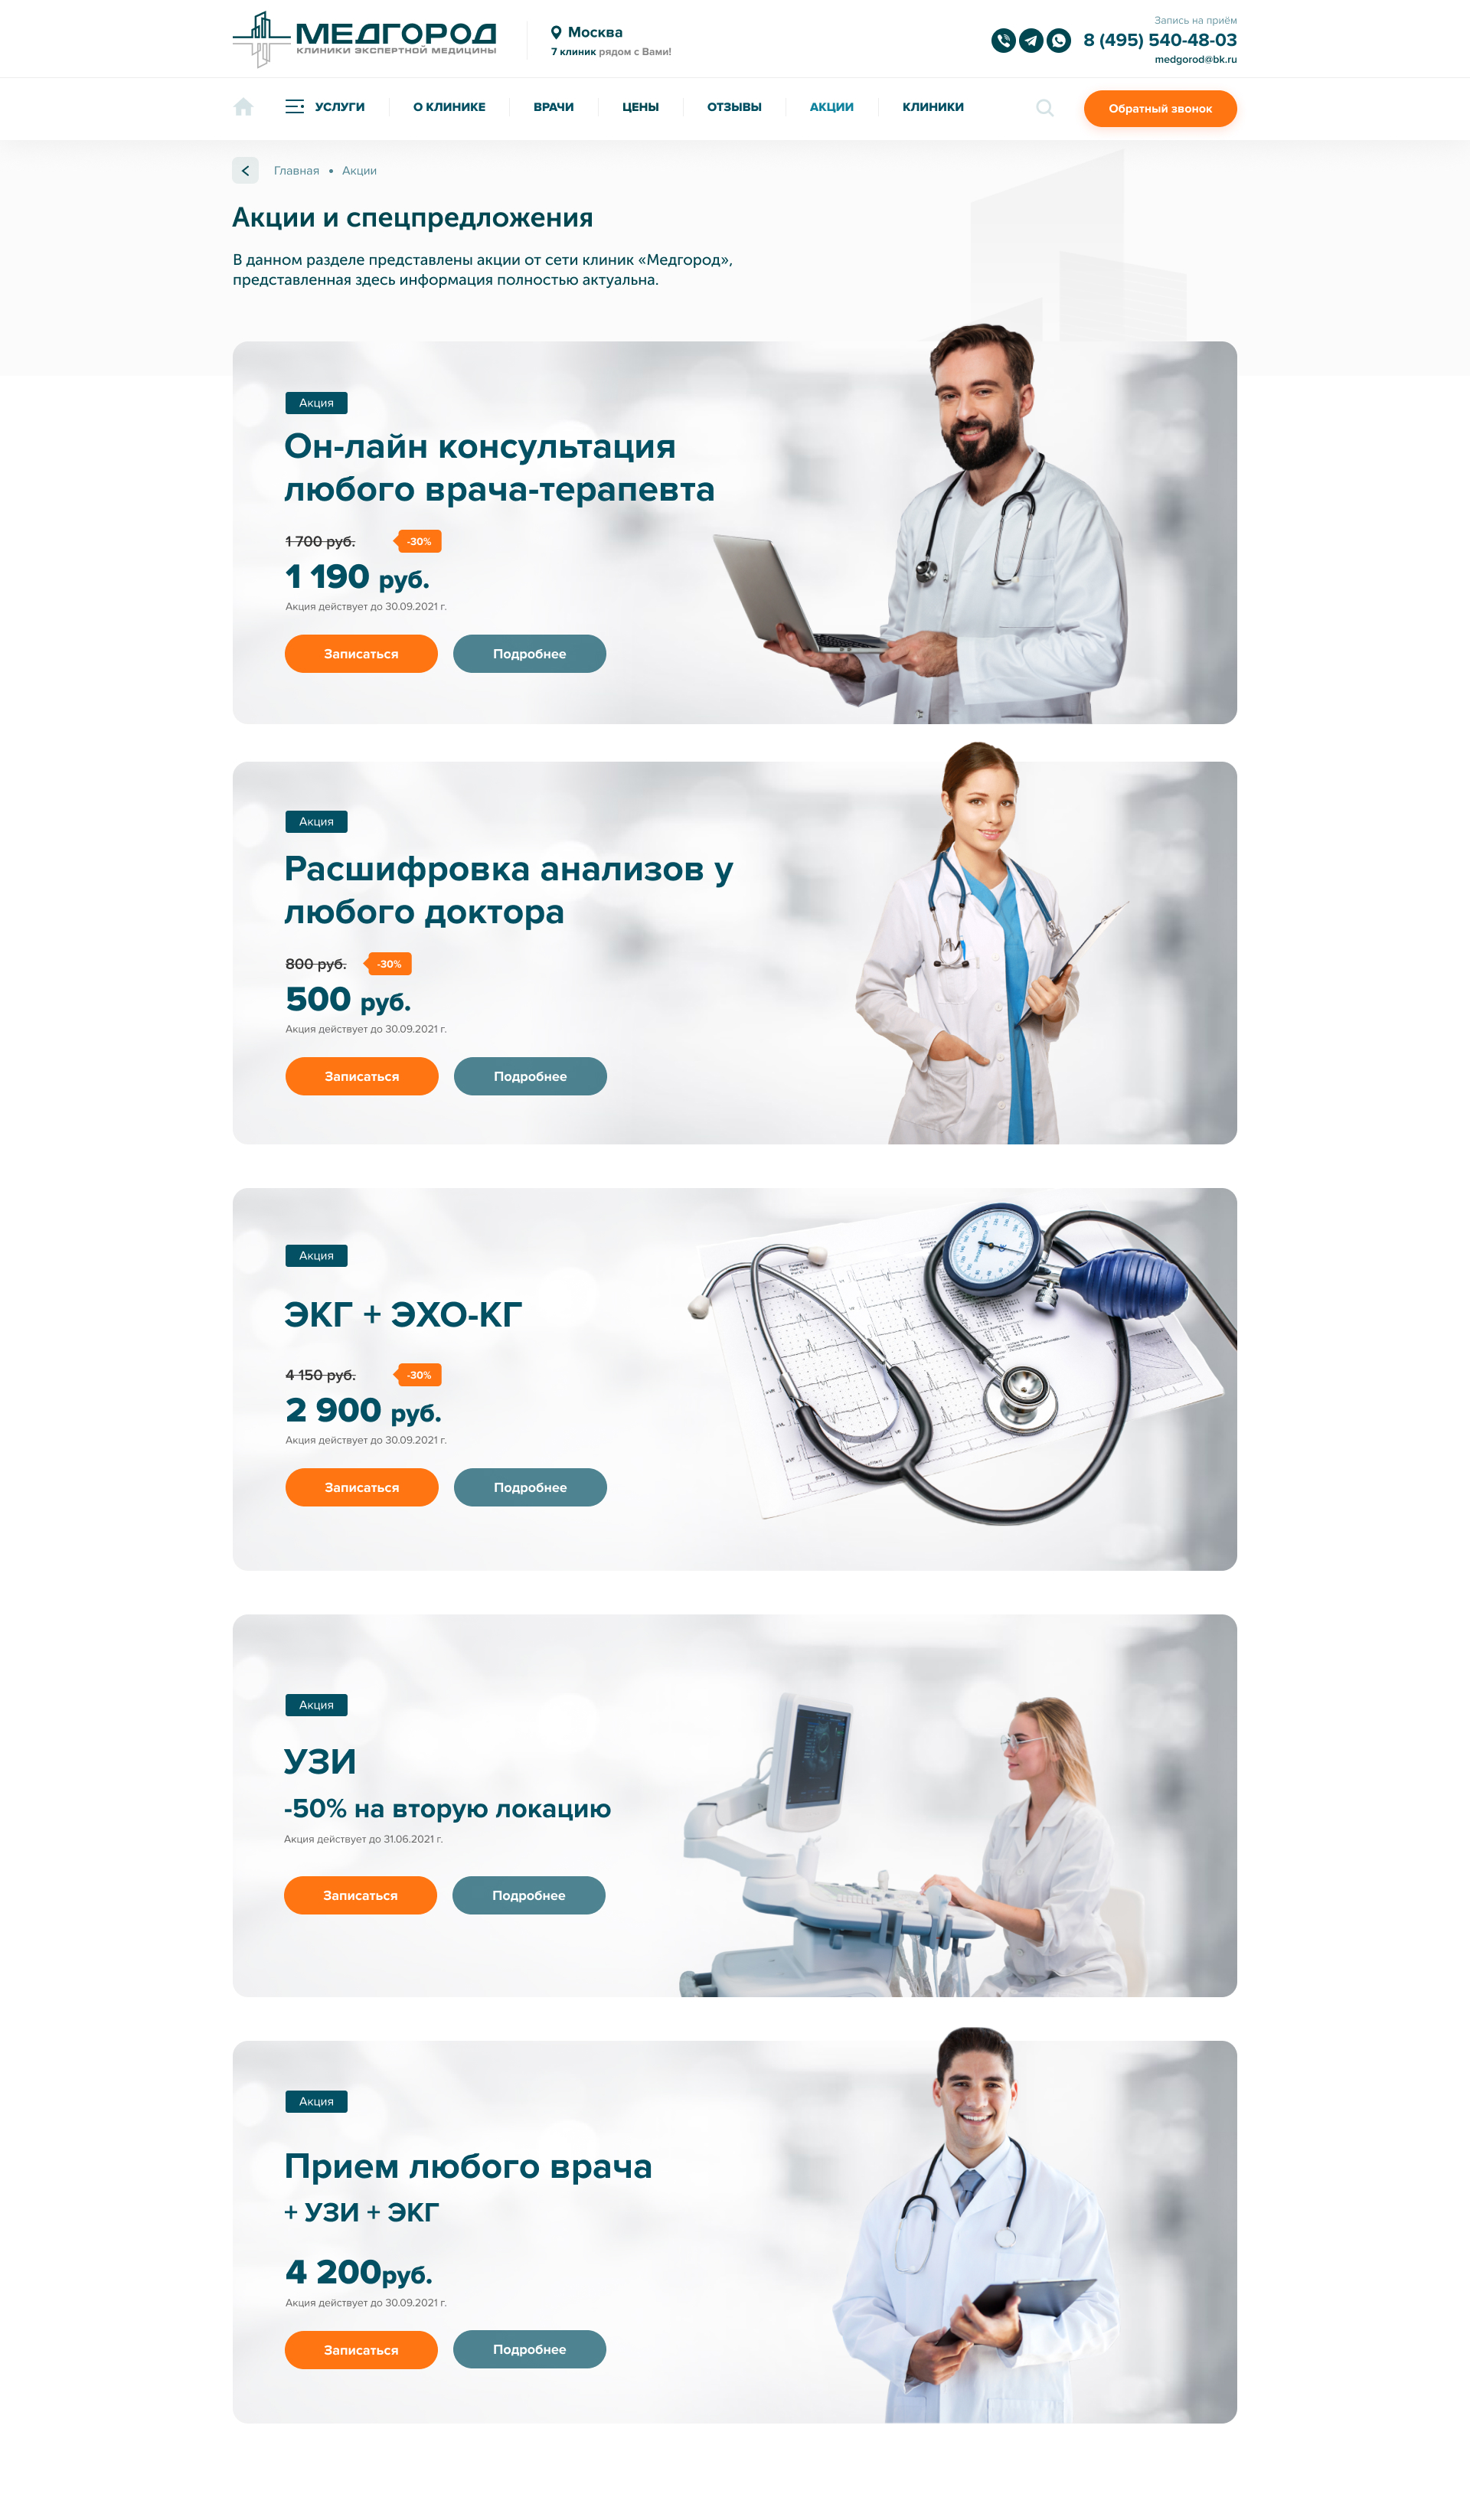 МЕДГОРОД
КЛИНИКИ ЭКСПЕРТНОЙ МЕДИЦИНЫ
Москва
7 клиник рядом с Вами!
Запись на приём
8 (495) 540-48-03
medgorod@bk.ru
УСЛУГИ
О КЛИНИКЕ
ВРАЧИ
ЦЕНЫ
ОТЗЫВЫ
АКЦИИ
КЛИНИКИ
Обратный звонок
Главная • Акции
Акции и спецпредложения
В данном разделе представлены акции от сети клиник «Медгород»,
представленная здесь информация полностью актуальна.
Акция
Он-лайн консультация
любого врача-терапевта
1 700 руб.
-30%
1 190 руб.
Акция действует до 30.09.2021 г.
Записаться
Подробнее
Акция
Расшифровка анализов у
любого доктора
800 руб.
-30%
500 руб.
Акция действует до 30.09.2021 г.
Записаться
Подробнее
Акция
ЭКГ + ЭХО-КГ
4 150 руб.
-30%
2 900 руб.
Акция действует до 30.09.2021 г.
Записаться
Подробнее
Акция
УЗИ
-50% на вторую локацию
Акция действует до 31.06.2021 г.
Записаться
Подробнее
Акция
Прием любого врача
+ УЗИ + ЭКГ
4 200руб.
Акция действует до 30.09.2021 г.
Записаться
Подробнее